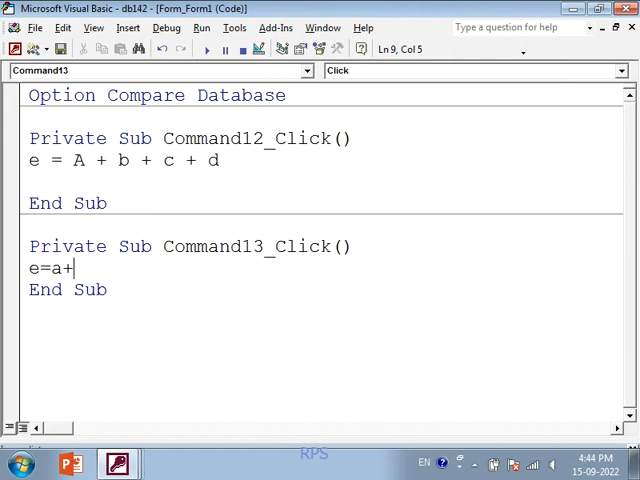 Microsoft Visual Basic - db142 - [Form_Form1 (Code)]
File Edit View Insert Debug Run Tools Add-Ins Window Help
Type a question for help
Ln 9, Col 5
Command13
Click
Option Compare Database
Private Sub Command12_Click()
e = A + b + c + d
End Sub
Private Sub Command13_Click()
e=a+
End Sub
RPS
EN
4:44 PM
15-09-2022